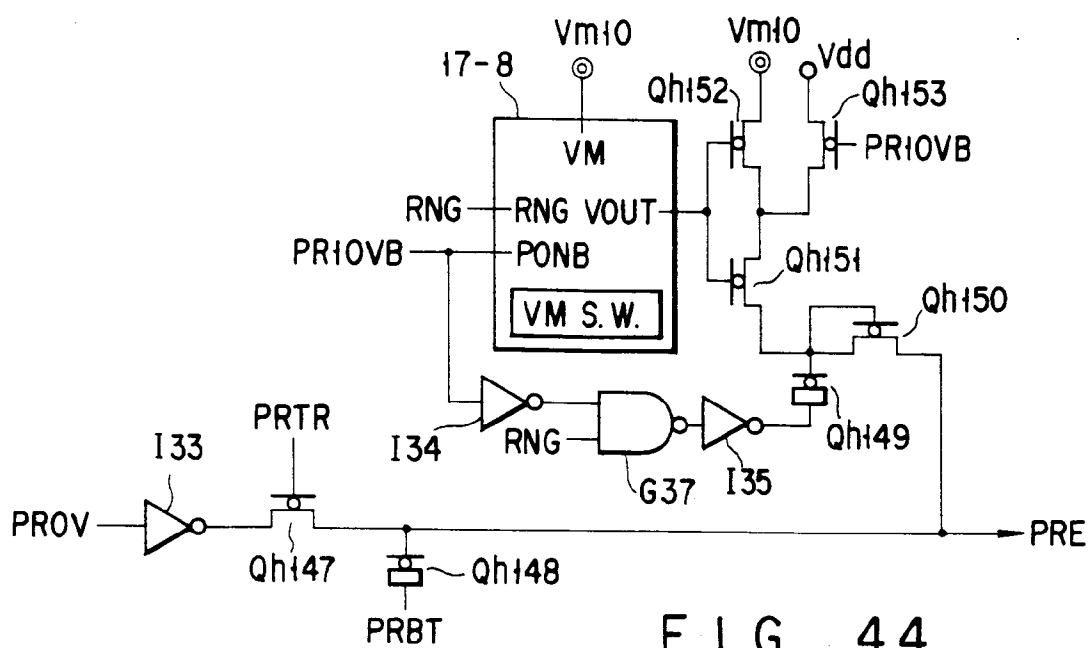 Vm10
Vm10
Vdd
17-8
Qh152
Qh153
VM
PR10VB
RNG
RNG VOUT
PR10VB
PONB
Qh151
VM S.W.
Qh150
PRTR
I34
RNG
G37
I35
Qh149
I33
PROV
Qh147
Qh148
PRE
PRBT
FIG. 44